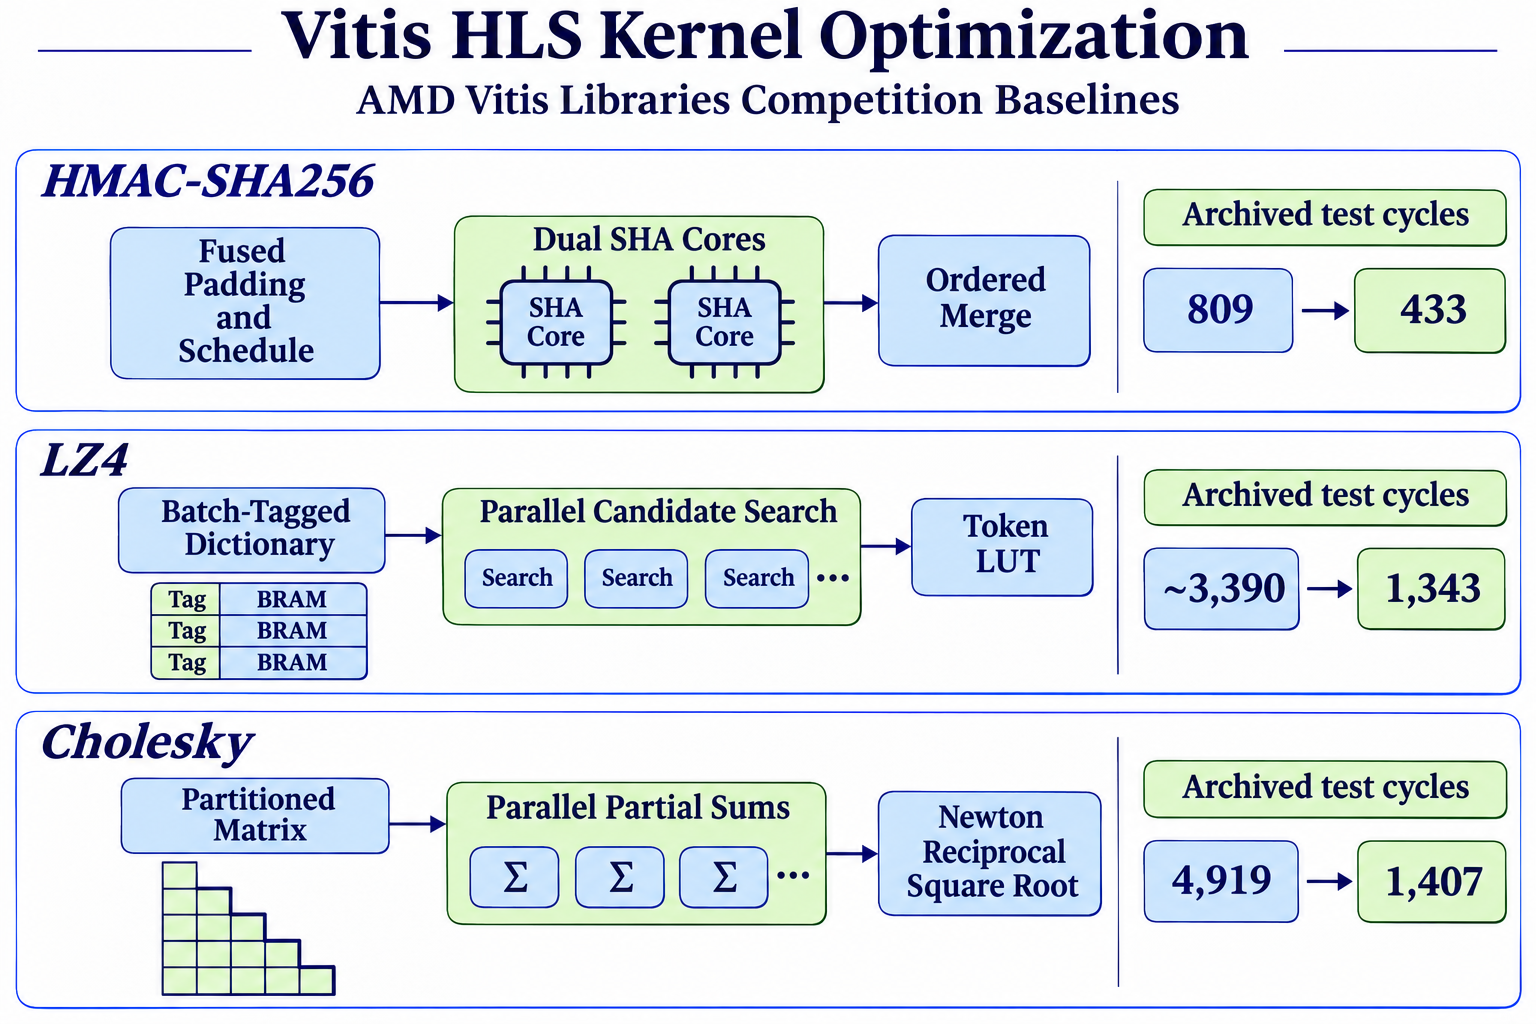 Vitis HLS Kernel Optimization
AMD Vitis Libraries Competition Baselines
HMAC-SHA256
Fused
Padding
and
Schedule
Dual SHA Cores
SHA
Core
SHA
Core
Ordered
Merge
Archived test cycles
809
433
LZ4
Batch-Tagged
Dictionary
Tag BRAM
Tag BRAM
Tag BRAM
Parallel Candidate Search
Search Search Search ...
Token
LUT
Archived test cycles
~3,390
1,343
Cholesky
Partitioned
Matrix
Parallel Partial Sums
Σ Σ Σ ...
Newton
Reciprocal
Square Root
Archived test cycles
4,919
1,407